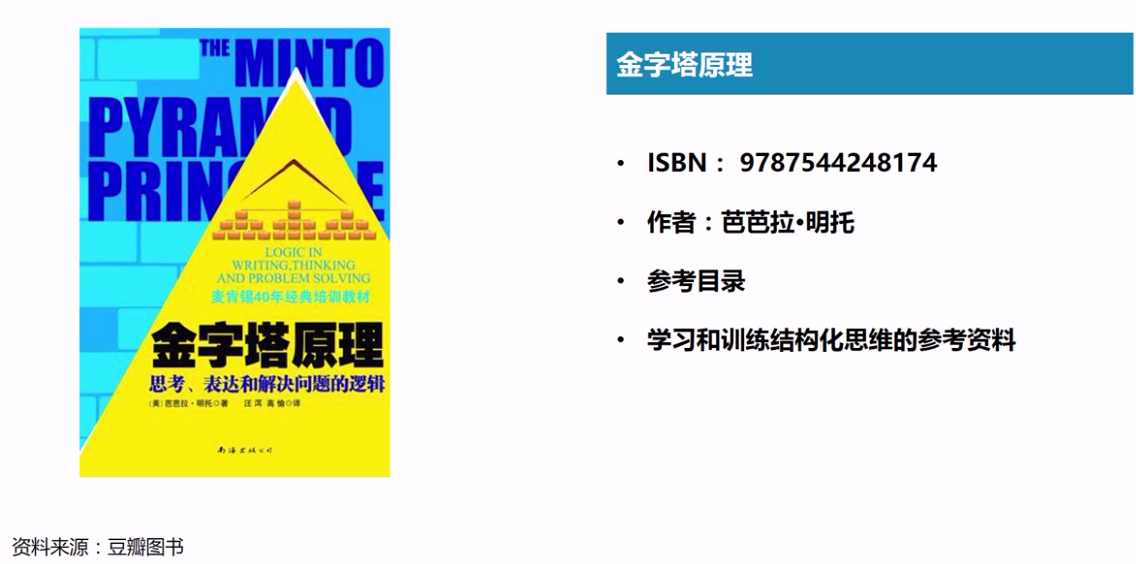 THE MINTO
PYRAMID
PRINCIPLE
LOGIC IN
WRITING,THINKING
AND PROBLEM SOLVING
麦肯锡40年经典培训教材
金字塔原理
思考、表达和解决问题的逻辑
(美)芭芭拉·明托◎著 汪洱 高愉◎译
南海出版公司
金字塔原理
• ISBN： 9787544248174
• 作者：芭芭拉•明托
• 参考目录
• 学习和训练结构化思维的参考资料
资料来源：豆瓣图书